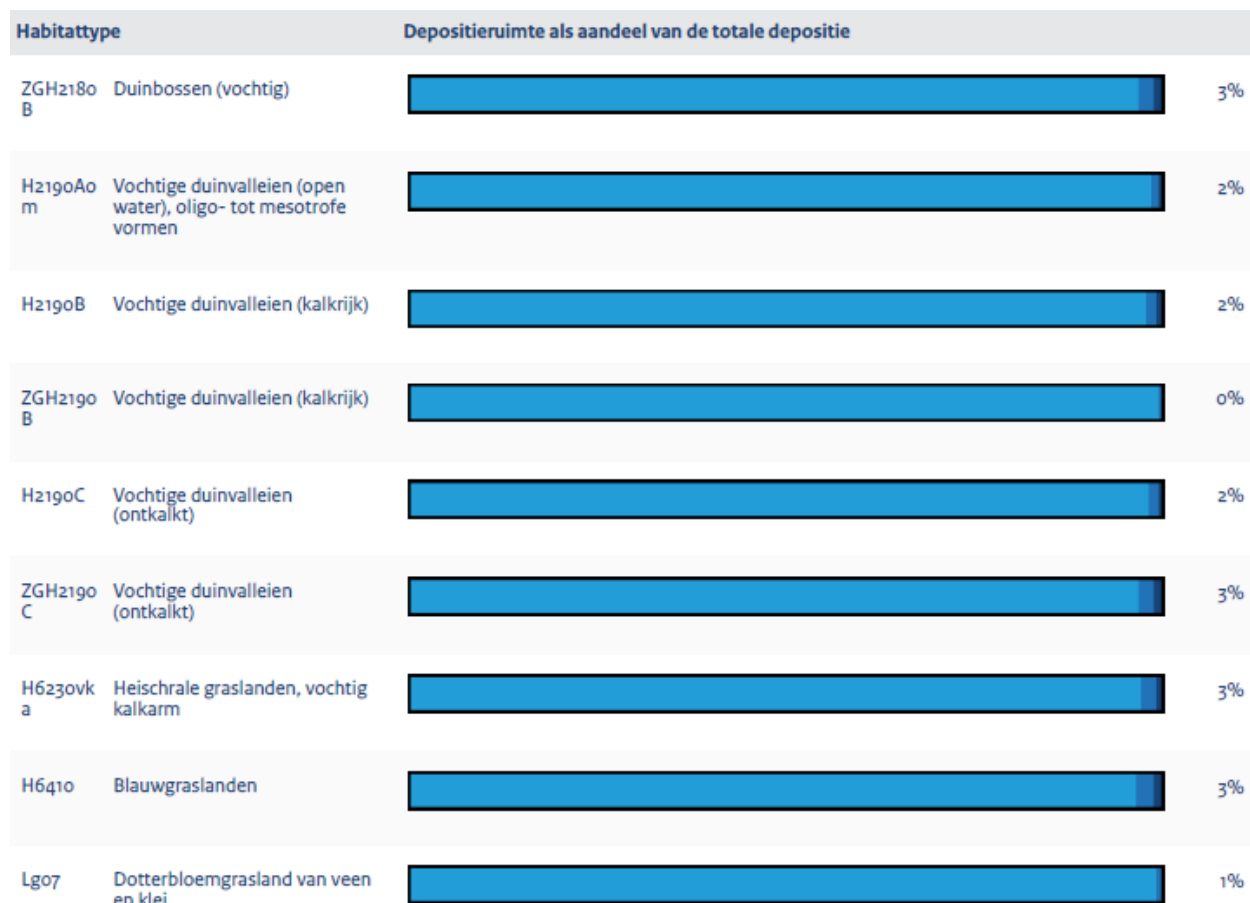 Habitattype Depositieruimte als aandeel van de totale depositie
ZGH2180 Duinbossen (vochtig) 3%
B
H2190Ao Vochtige duinvalleien (open 2%
m water), oligo- tot mesotrofe
vormen
H2190B Vochtige duinvalleien (kalkrijk) 2%
ZGH2190 Vochtige duinvalleien (kalkrijk) 0%
B
H2190C Vochtige duinvalleien 2%
(ontkalkt)
ZGH2190 Vochtige duinvalleien 3%
C (ontkalkt)
H6230vk Heischrale graslanden, vochtig 3%
a kalkarm
H6410 Blauwgraslanden 3%
Lg07 Dotterbloemgrasland van veen 1%
en klei